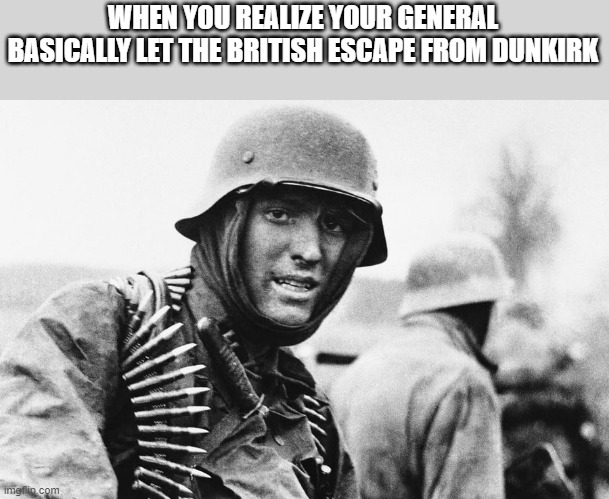 WHEN YOU REALIZE YOUR GENERAL
BASICALLY LET THE BRITISH ESCAPE FROM DUNKIRK
imgflip.com